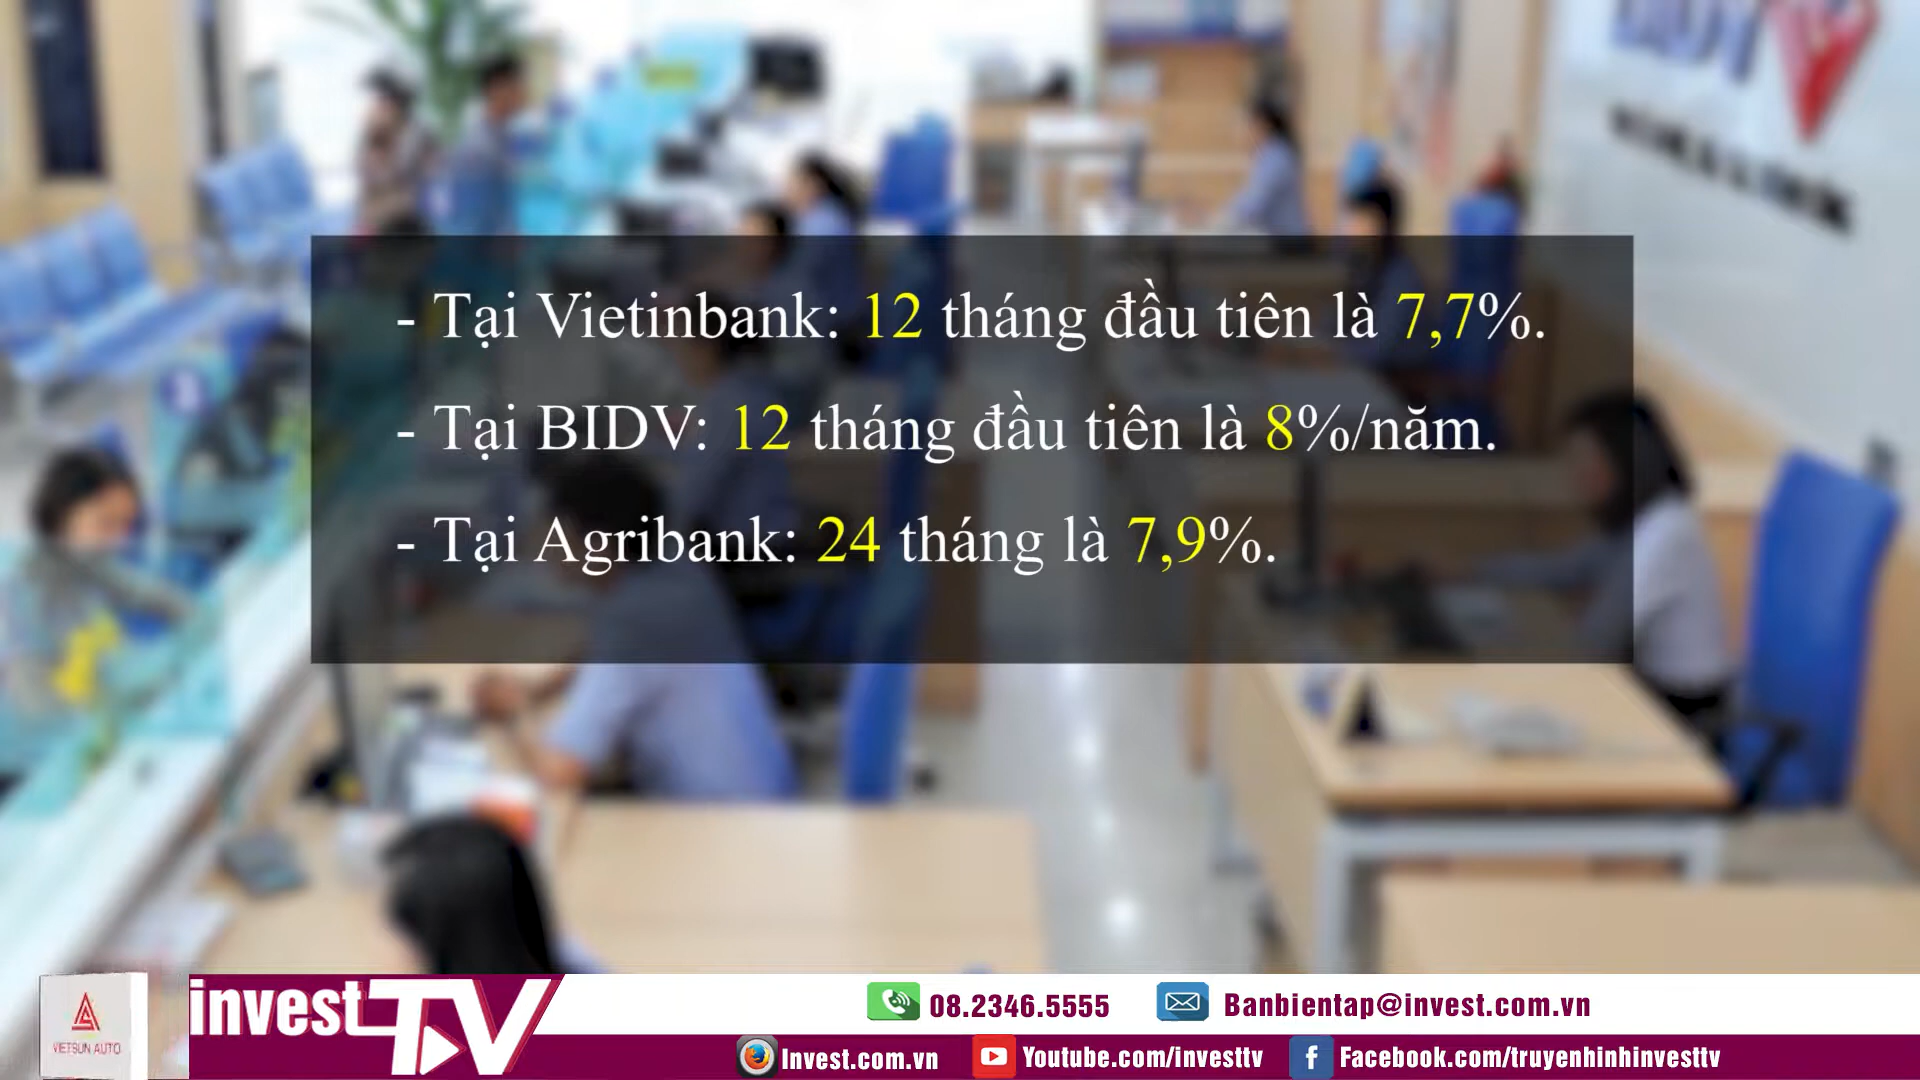 - Tại Vietinbank: 12 tháng đầu tiên là 7,7%.
- Tại BIDV: 12 tháng đầu tiên là 8%/năm.
- Tại Agribank: 24 tháng là 7,9%.
VIETSUN AUTO
investTV
08.2346.5555
Banbientap@invest.com.vn
Invest.com.vn
Youtube.com/investtv
Facebook.com/truyenhinhinvesttv